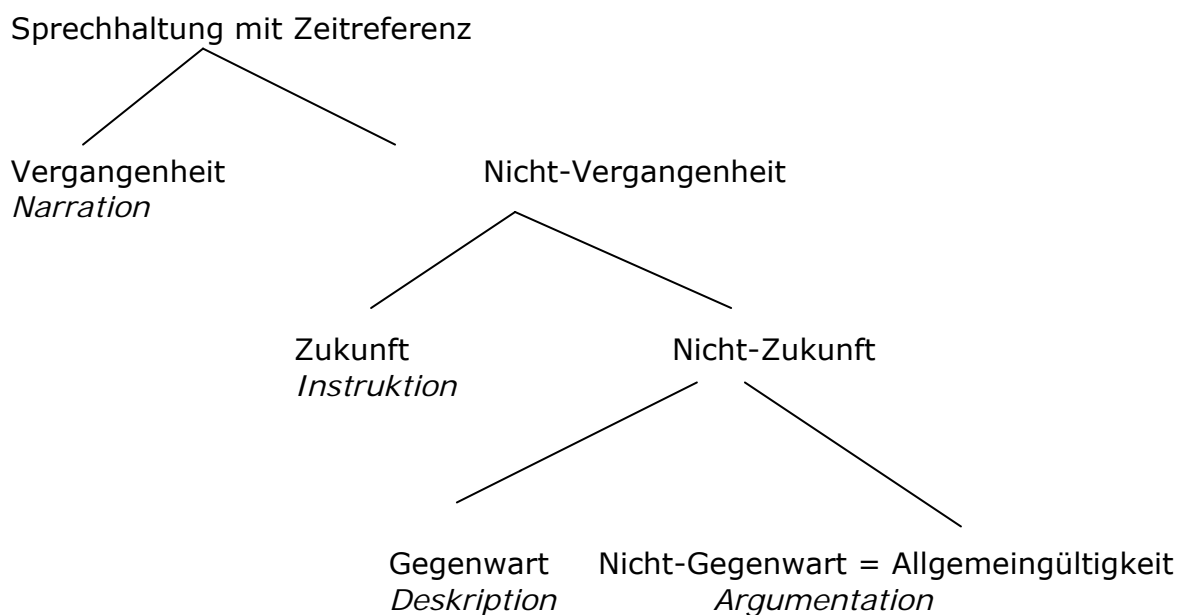 Sprechhaltung mit Zeitreferenz
Vergangenheit
Narration
Nicht-Vergangenheit
Zukunft
Instruktion
Nicht-Zukunft
Gegenwart
Deskription
Nicht-Gegenwart = Allgemeingültigkeit
Argumentation